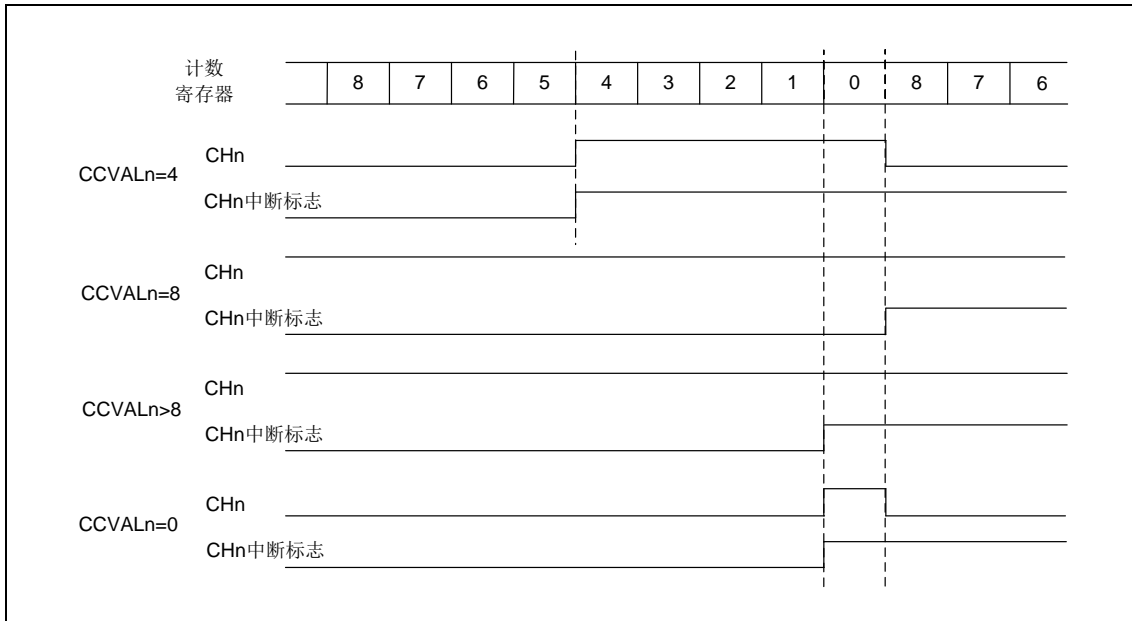 计数
寄存器
8 7 6 5 4 3 2 1 0 8 7 6
CCVALn=4
CHn
CHn中断标志
CCVALn=8
CHn
CHn中断标志
CCVALn>8
CHn
CHn中断标志
CCVALn=0
CHn
CHn中断标志